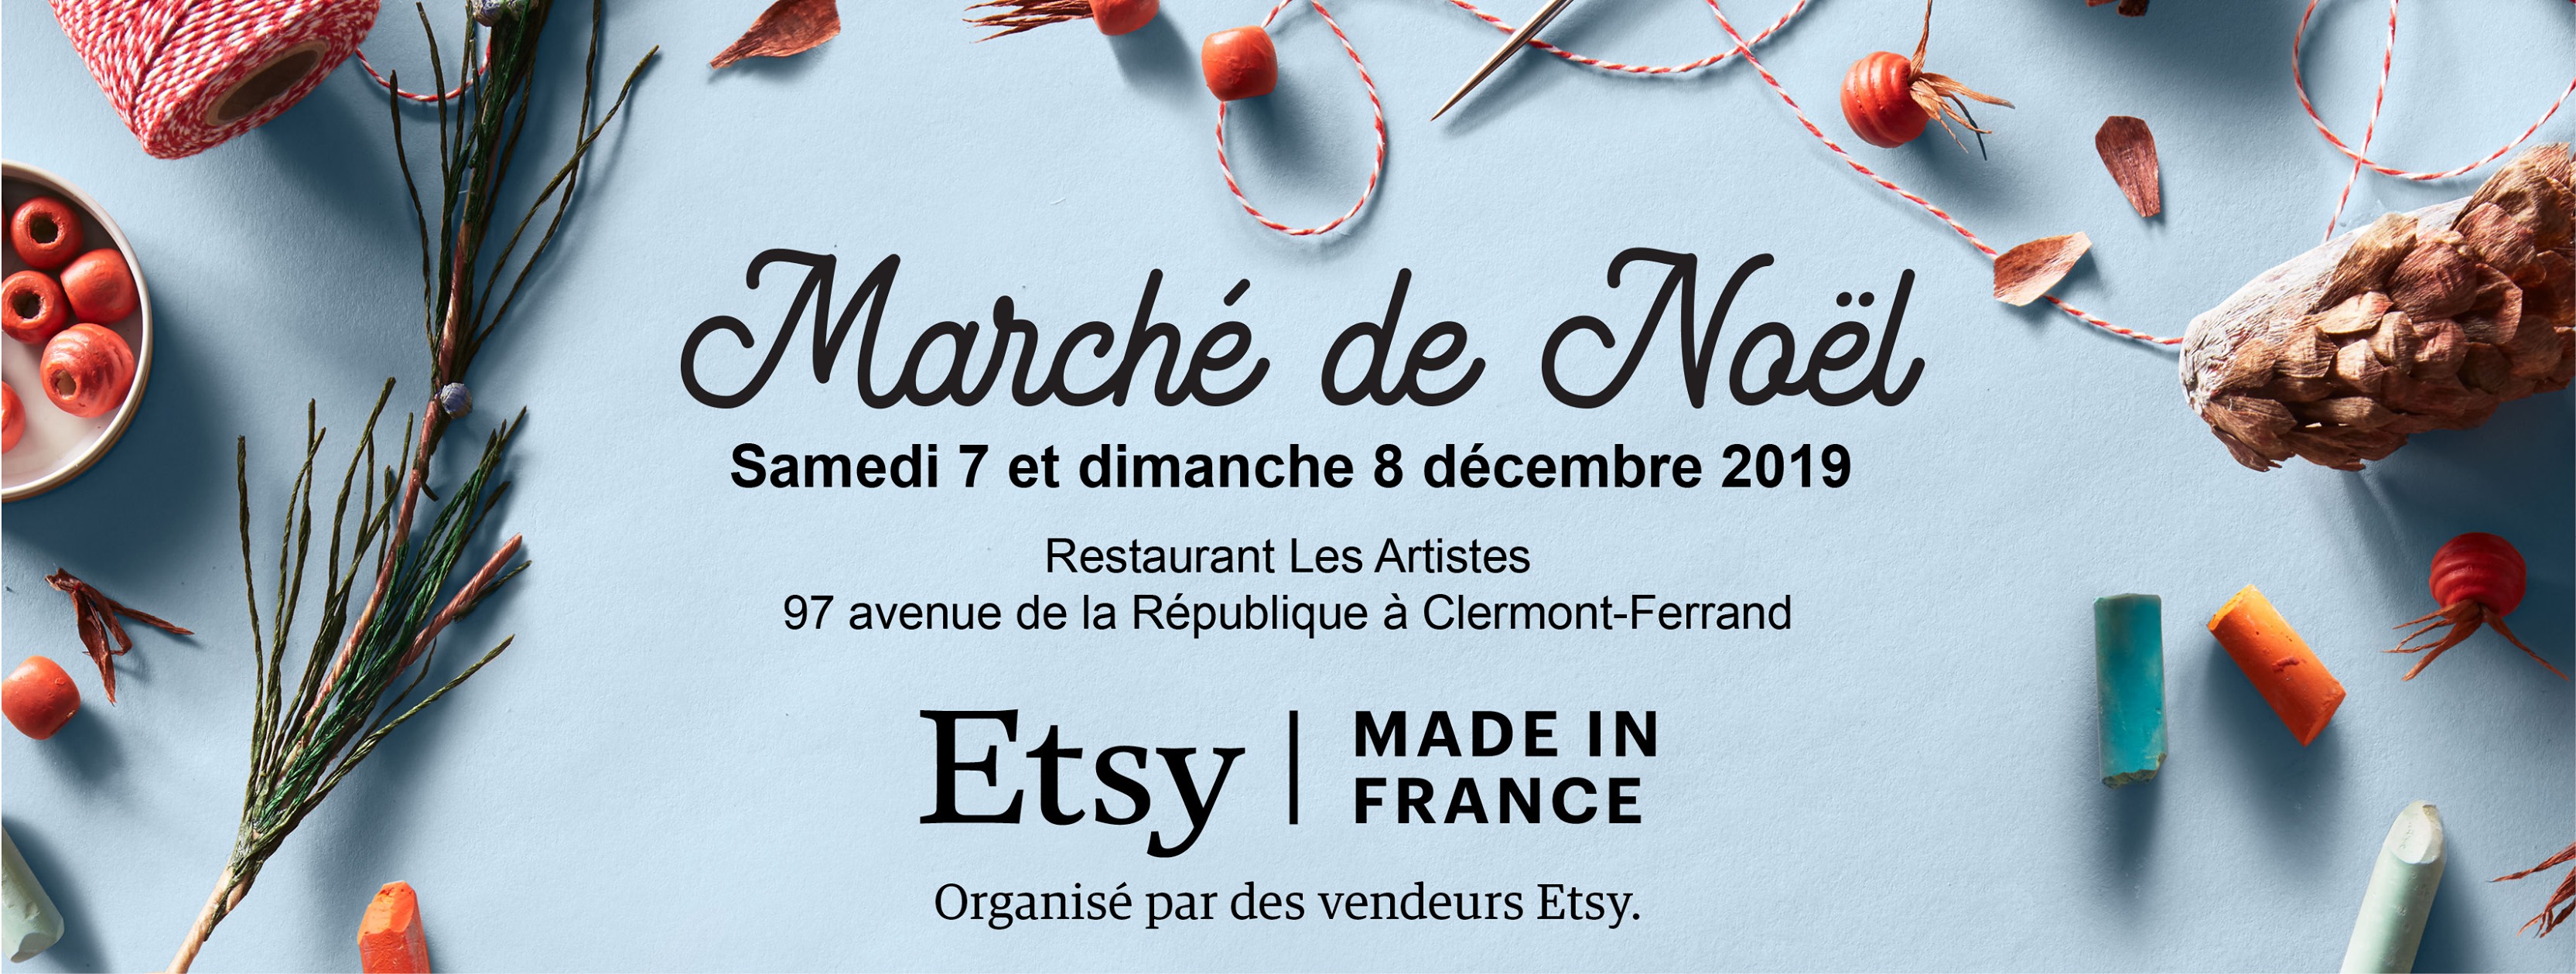 Marché de Noël
Samedi 7 et dimanche 8 décembre 2019
Restaurant Les Artistes
97 avenue de la République à Clermont-Ferrand
Etsy | MADE IN
FRANCE
Organisé par des vendeurs Etsy.